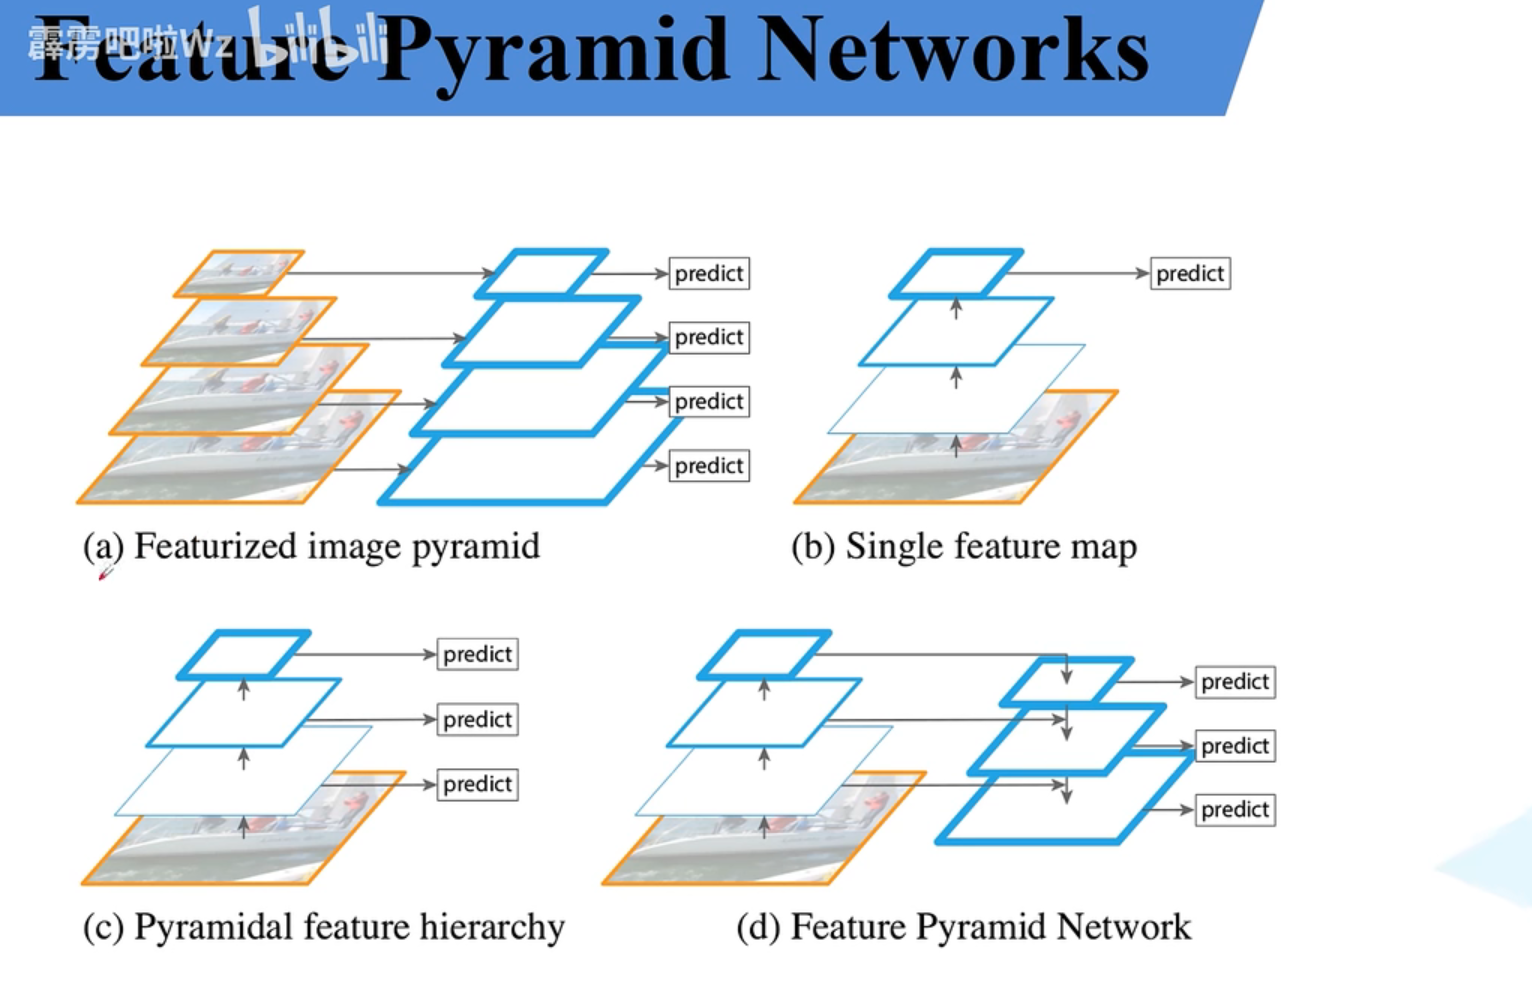 霹雳吧啦Wz bilibili
Feature Pyramid Networks
predict
predict
predict
predict
predict
(a) Featurized image pyramid
(b) Single feature map
predict
predict
predict
predict
predict
predict
(c) Pyramidal feature hierarchy
(d) Feature Pyramid Network